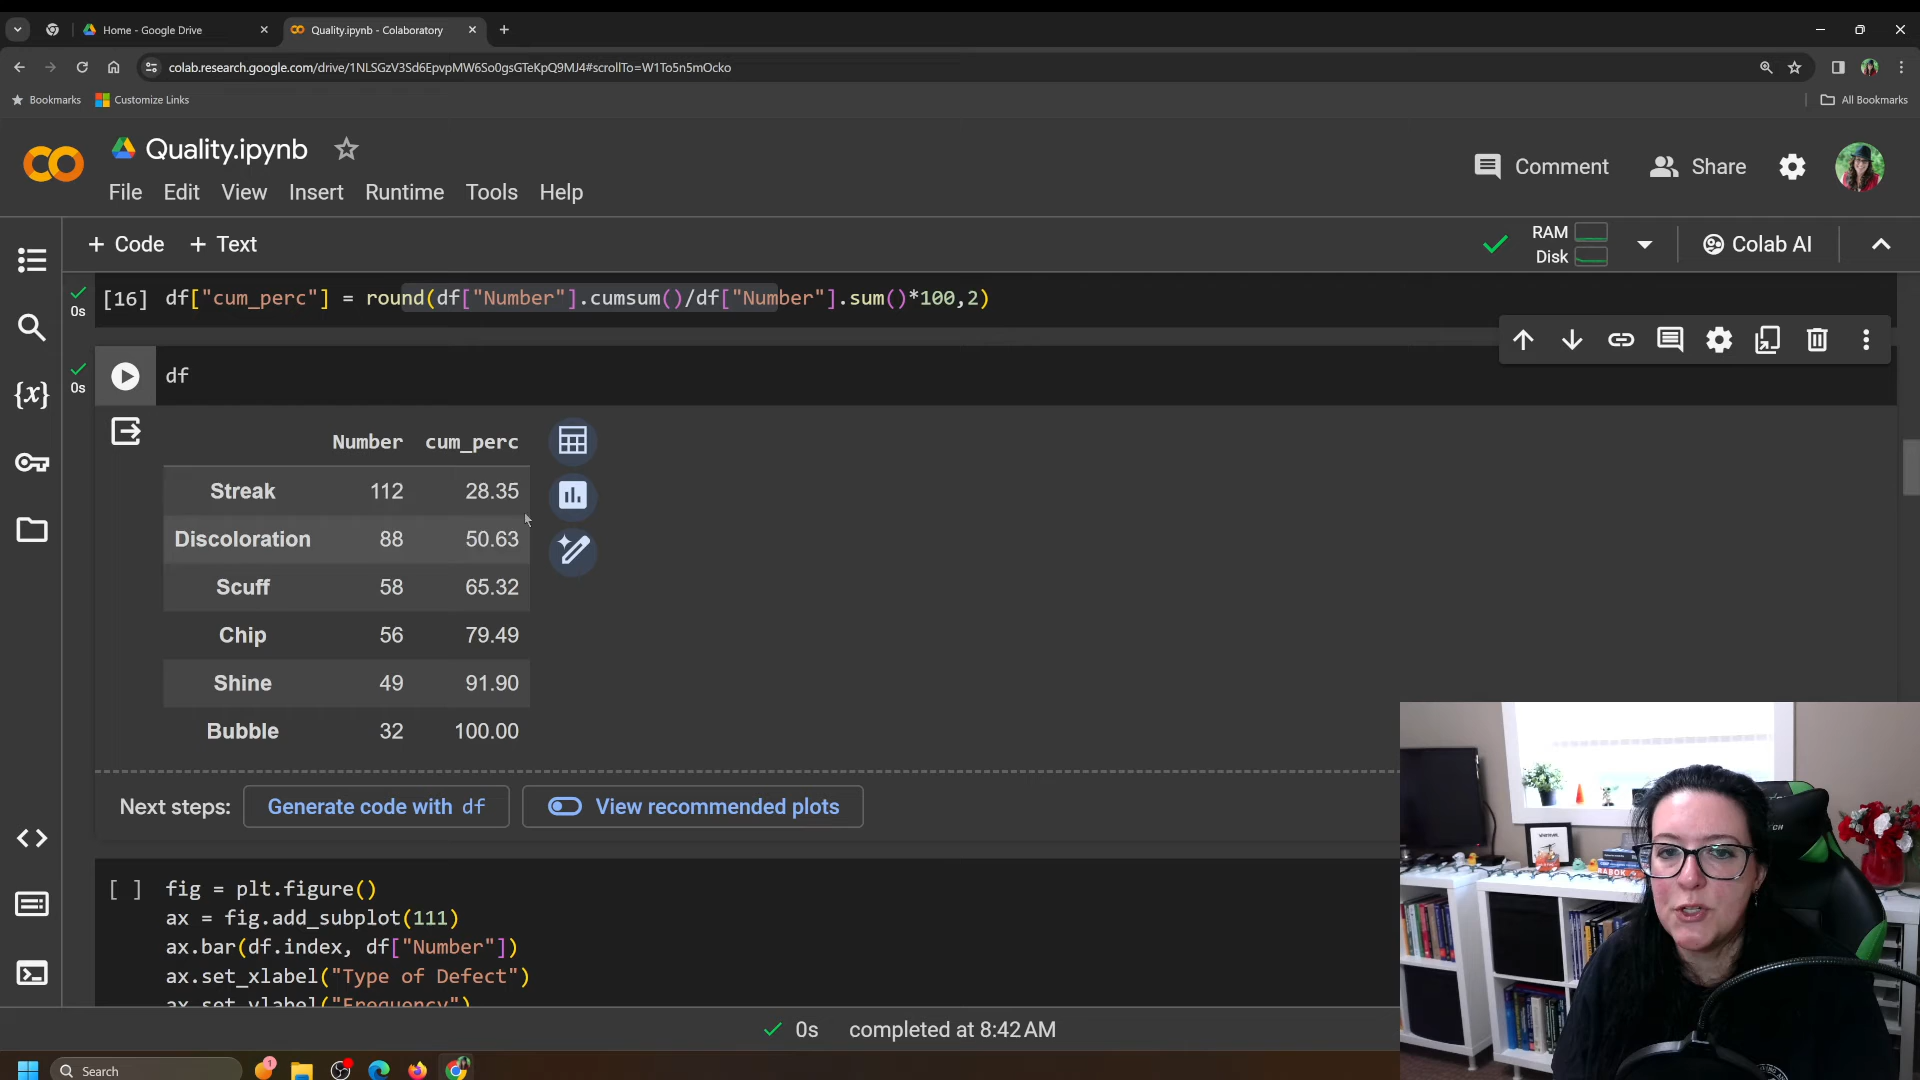 Home - Google Drive
Quality.ipynb - Colaboratory
colab.research.google.com/drive/1NLSGzV3Sd6EpvpMW6So0gsGTeKpQ9MJ4#scrollTo=W1To5n5mOcko
Bookmarks
Customize Links
All Bookmarks
Quality.ipynb
File Edit View Insert Runtime Tools Help
Comment
Share
+ Code + Text
RAM
Disk
Colab AI
0s
[16] df["cum_perc"] = round(df["Number"].cumsum()/df["Number"].sum()*100,2)
0s
df
Number cum_perc
Streak 112 28.35
Discoloration 88 50.63
Scuff 58 65.32
Chip 56 79.49
Shine 49 91.90
Bubble 32 100.00
Next steps: Generate code with df View recommended plots
[ ] fig = plt.figure()
ax = fig.add_subplot(111)
ax.bar(df.index, df["Number"])
ax.set_xlabel("Type of Defect")
ax.set_ylabel("Frequency")
0s completed at 8:42 AM
Search
1